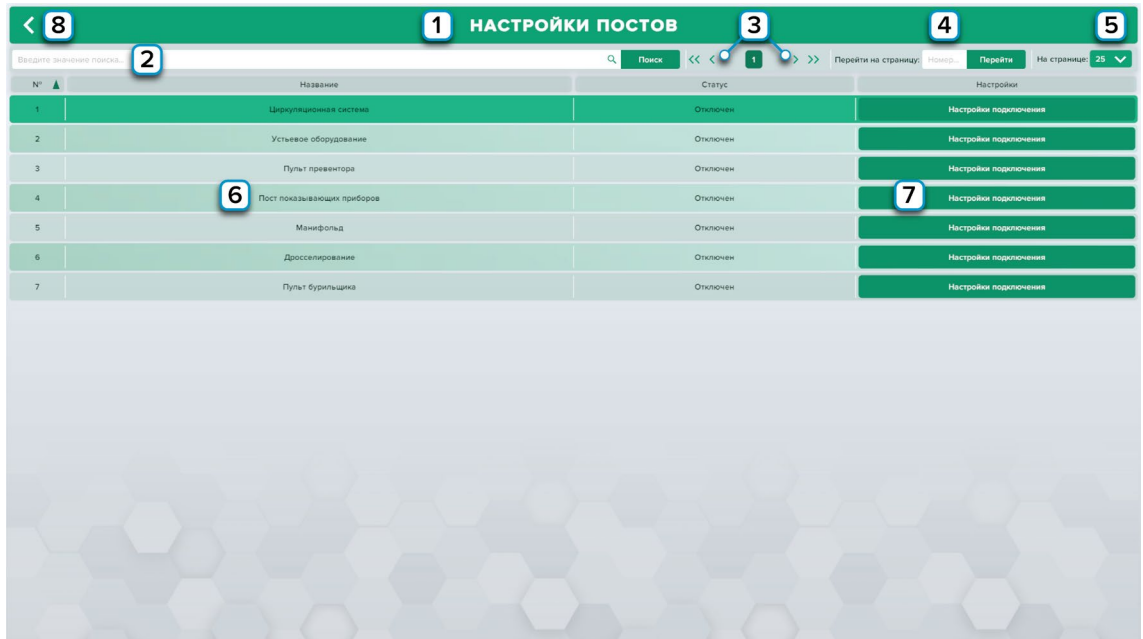 8 1 НАСТРОЙКИ ПОСТОВ 3 4 5
Введите значение поиска... 2 Поиск << < 1 > >> Перейти на страницу: Номер... Перейти На странице: 25
N° Название Статус Настройки
1 Циркуляционная система Отключен Настройки подключения
2 Устьевое оборудование Отключен Настройки подключения
3 Пульт превентора Отключен Настройки подключения
4 6 Пост показывающих приборов Отключен 7 Настройки подключения
5 Манифольд Отключен Настройки подключения
6 Дросселирование Отключен Настройки подключения
7 Пульт бурильщика Отключен Настройки подключения